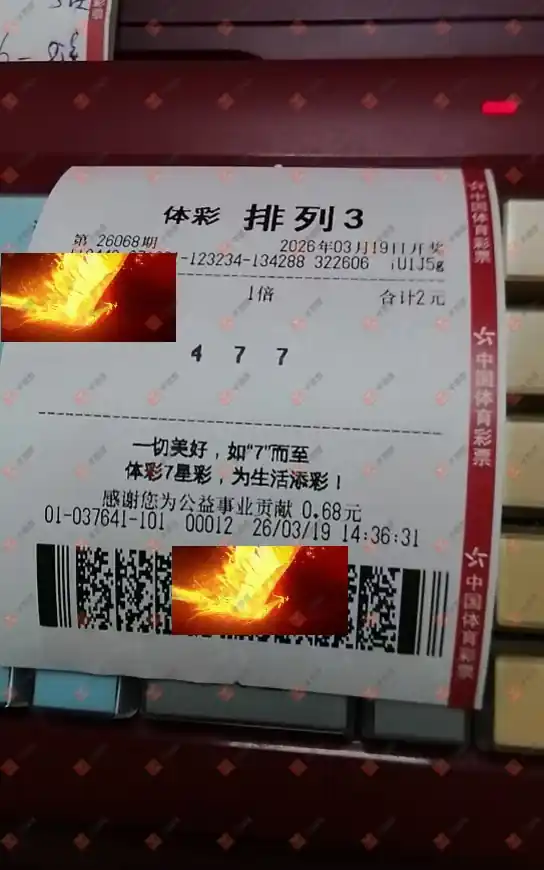 体彩 排列3
第 26068期 2026年03月19日开奖
-123234-134288 322606 iU1J5g
1倍 合计2元
4 7 7
一切美好，如“7”而至
体彩7星彩，为生活添彩！
感谢您为公益事业贡献 0.68元
01-037641-101 00012 26/03/19 14:36:31
中国体育彩票
中国体育彩票
中国体育彩票